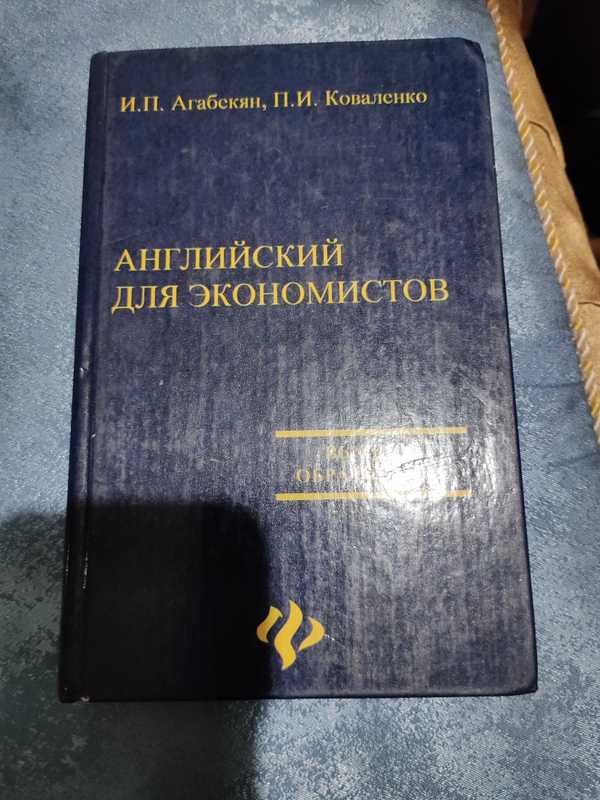 И.П. Агабекян, П.И. Коваленко
АНГЛИЙСКИЙ
ДЛЯ ЭКОНОМИСТОВ